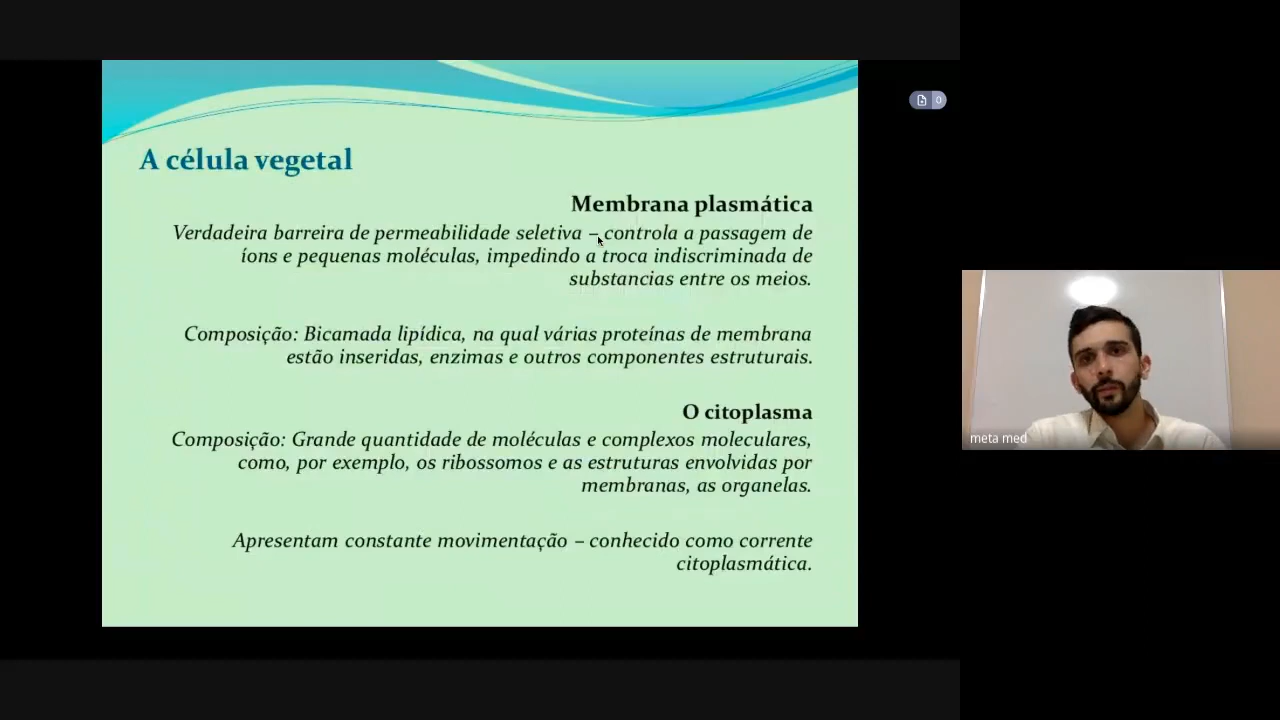 A célula vegetal
Membrana plasmática
Verdadeira barreira de permeabilidade seletiva – controla a passagem de
íons e pequenas moléculas, impedindo a troca indiscriminada de
substancias entre os meios.
Composição: Bicamada lipídica, na qual várias proteínas de membrana
estão inseridas, enzimas e outros componentes estruturais.
O citoplasma
Composição: Grande quantidade de moléculas e complexos moleculares,
como, por exemplo, os ribossomos e as estruturas envolvidas por
membranas, as organelas.
Apresentam constante movimentação – conhecido como corrente
citoplasmática.
0
meta med